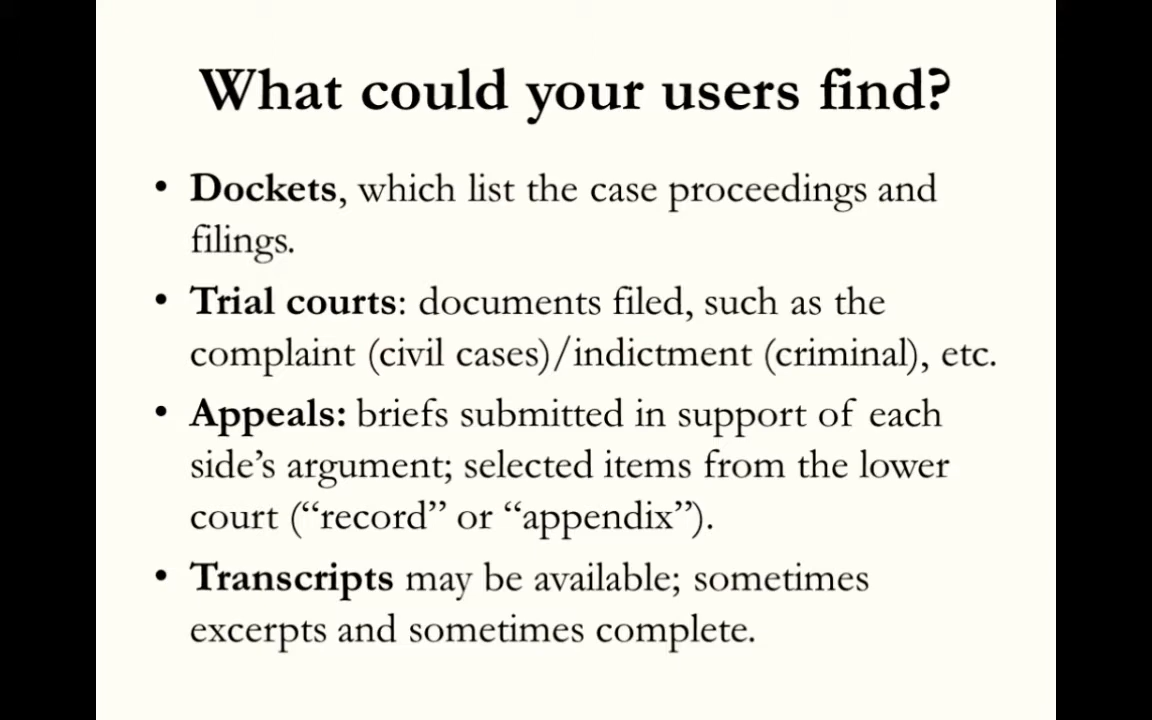 What could your users find?
• Dockets, which list the case proceedings and
filings.
• Trial courts: documents filed, such as the
complaint (civil cases)/indictment (criminal), etc.
• Appeals: briefs submitted in support of each
side’s argument; selected items from the lower
court (“record” or “appendix”).
• Transcripts may be available; sometimes
excerpts and sometimes complete.